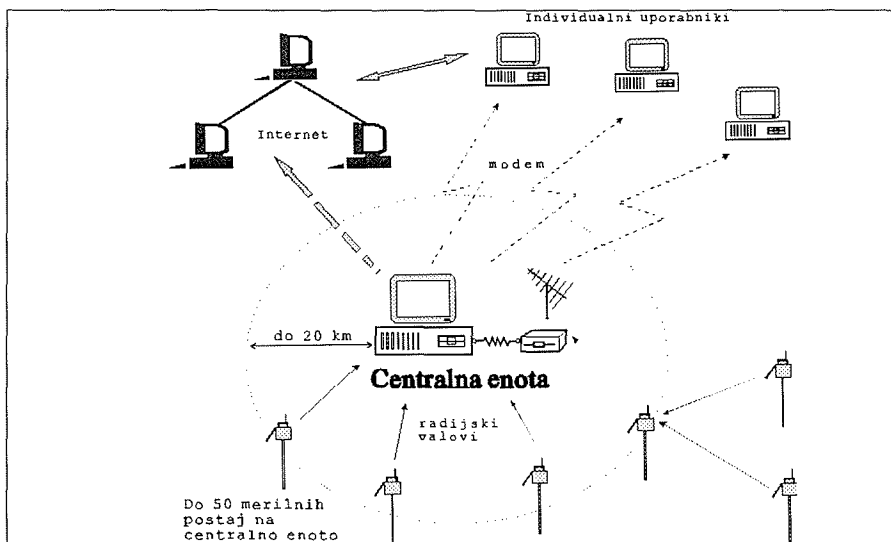 Individualni uporabniki
Internet
modem
do 20 km
Centralna enota
radijski
valovi
Do 50 merilnih
postaj na
centralno enoto